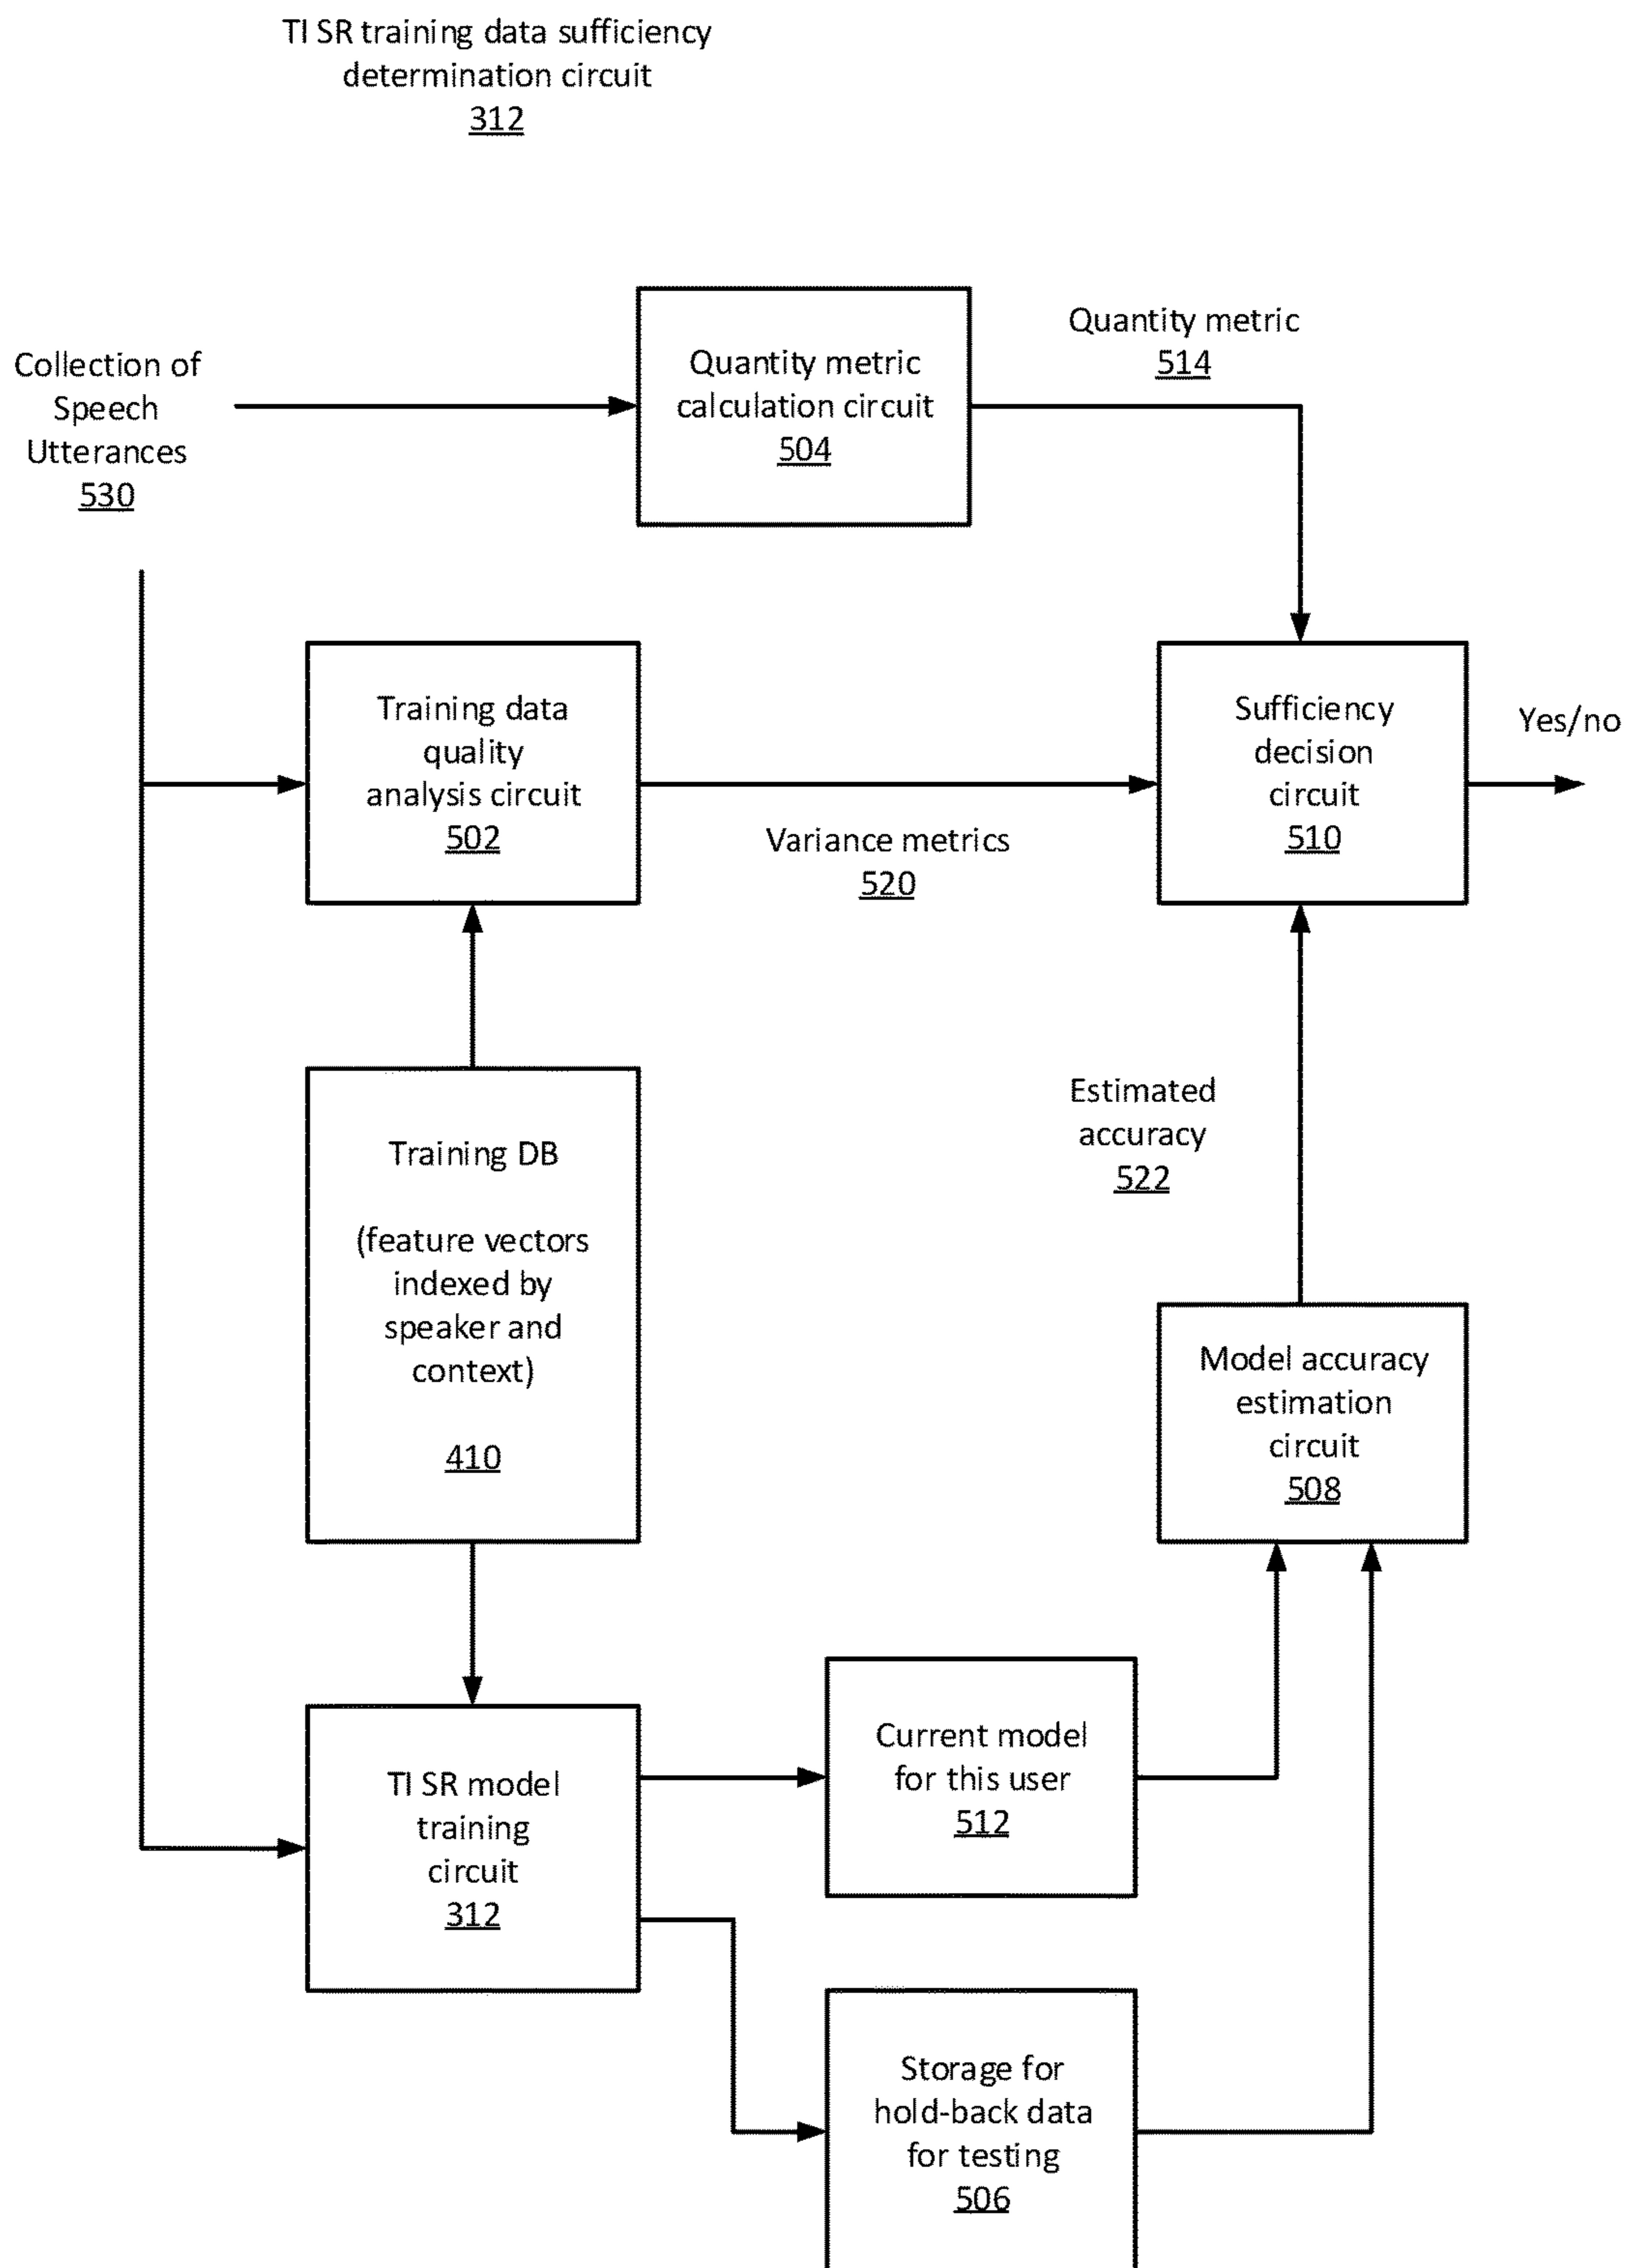 TI SR training data sufficiency
determination circuit
312
Collection of
Speech
Utterances
530
Quantity metric
calculation circuit
504
Quantity metric
514
Training data
quality
analysis circuit
502
Variance metrics
520
Sufficiency
decision
circuit
510
Yes/no
Training DB
(feature vectors
indexed by
speaker and
context)
410
Estimated
accuracy
522
Model accuracy
estimation
circuit
508
TI SR model
training
circuit
312
Current model
for this user
512
Storage for
hold-back data
for testing
506